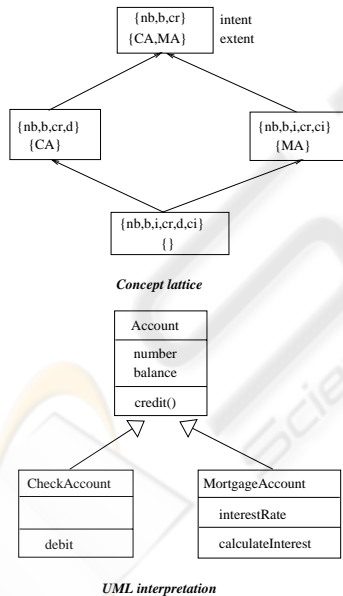 {nb,b,cr} intent
{CA,MA} extent
{nb,b,cr,d}
{CA}
{nb,b,i,cr,ci}
{MA}
{nb,b,i,cr,d,ci}
{}
Concept lattice
Account
number
balance
credit()
CheckAccount
debit
MortgageAccount
interestRate
calculateInterest
UML interpretation